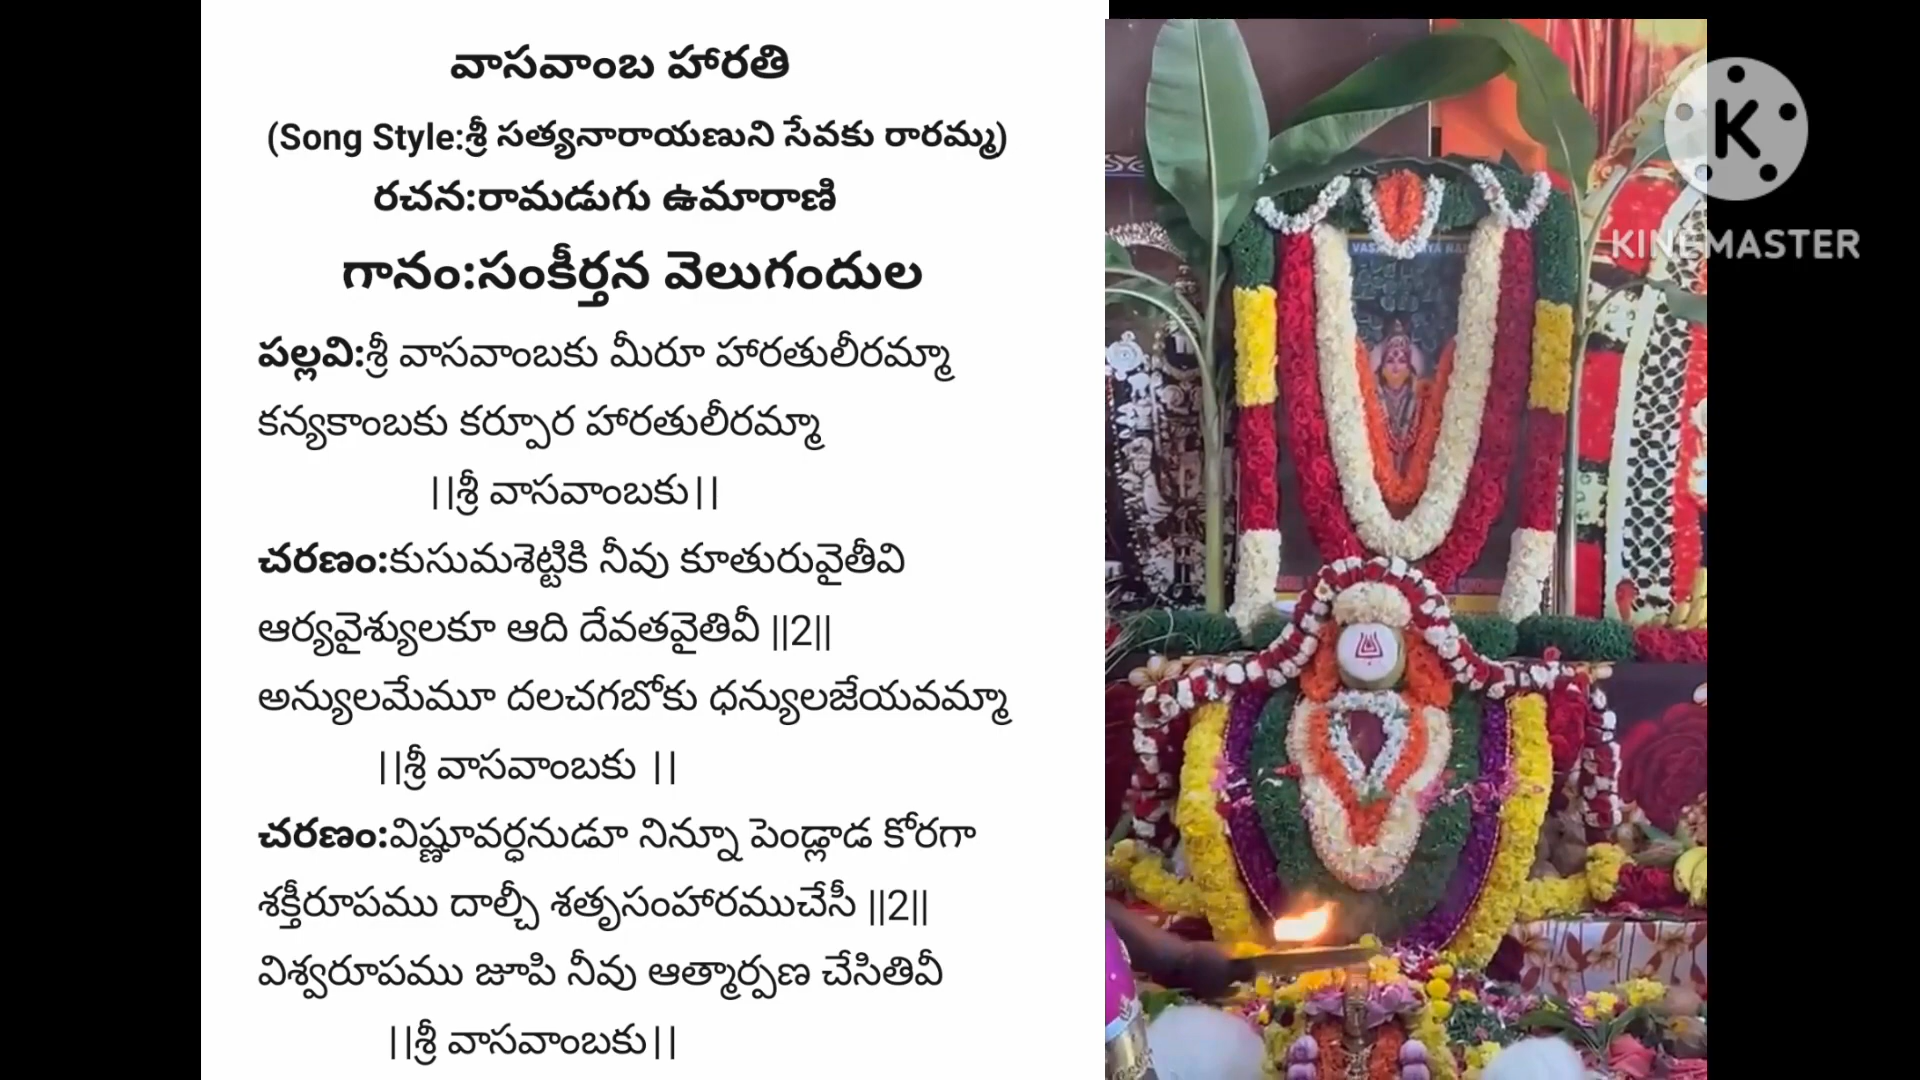 వాసవాంబ హారతి
(Song Style:శ్రీ సత్యనారాయణుని సేవకు రారమ్మ)
రచన:రామడుగు ఉమారాణి
గానం:సంకీర్తన వెలుగందుల
పల్లవి:శ్రీ వాసవాంబకు మీరూ హారతులీరమ్మా
కన్యకాంబకు కర్పూర హారతులీరమ్మా
||శ్రీ వాసవాంబకు||
చరణం:కుసుమశెట్టికి నీవు కూతురువైతీవి
ఆర్యవైశ్యులకూ ఆది దేవతవైతివీ ||2||
అన్యులమేమూ దలచగబోకు ధన్యులజేయవమ్మా
||శ్రీ వాసవాంబకు ||
చరణం:విష్ణూవర్ధనుడూ నిన్నూ పెండ్లాడ కోరగా
శక్తీరూపము దాల్చీ శతృసంహారముచేసీ ||2||
విశ్వరూపము జూపి నీవు ఆత్మార్పణ చేసితివీ
||శ్రీ వాసవాంబకు||
K
KINEMASTER